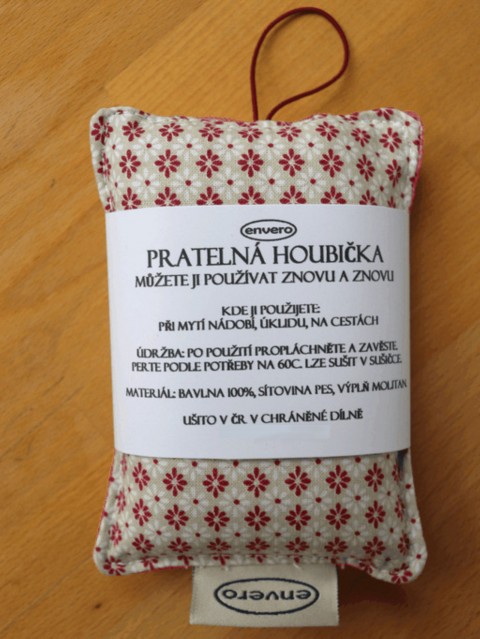 envero
PRATELNÁ HOUBIČKA
MŮŽETE JI POUŽÍVAT ZNOVU A ZNOVU
KDE JI POUŽIJETE:
PŘI MYTÍ NÁDOBÍ, ÚKLIDU, NA CESTÁCH
ÚDRŽBA: PO POUŽITÍ PROPLÁCHNĚTE A ZAVĚSTE.
PERTE PODLE POTŘEBY NA 60C. LZE SUŠIT V SUŠIČCE.
MATERIÁL: BAVLNA 100%, SÍŤOVINA PES, VÝPLŇ MOLITAN
UŠITO V ČR V CHRÁNĚNÉ DÍLNĚ
envero